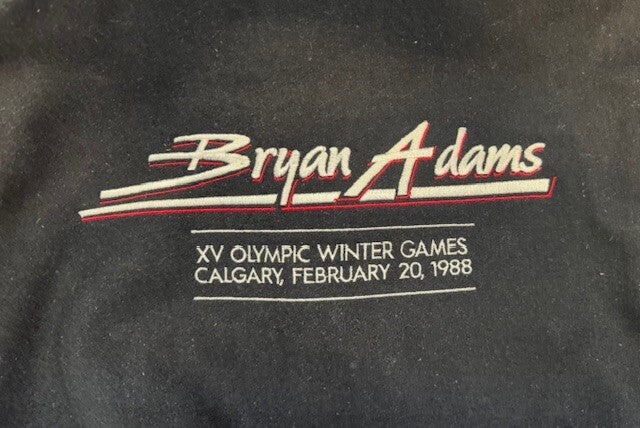 Bryan Adams
XV OLYMPIC WINTER GAMES
CALGARY, FEBRUARY 20, 1988